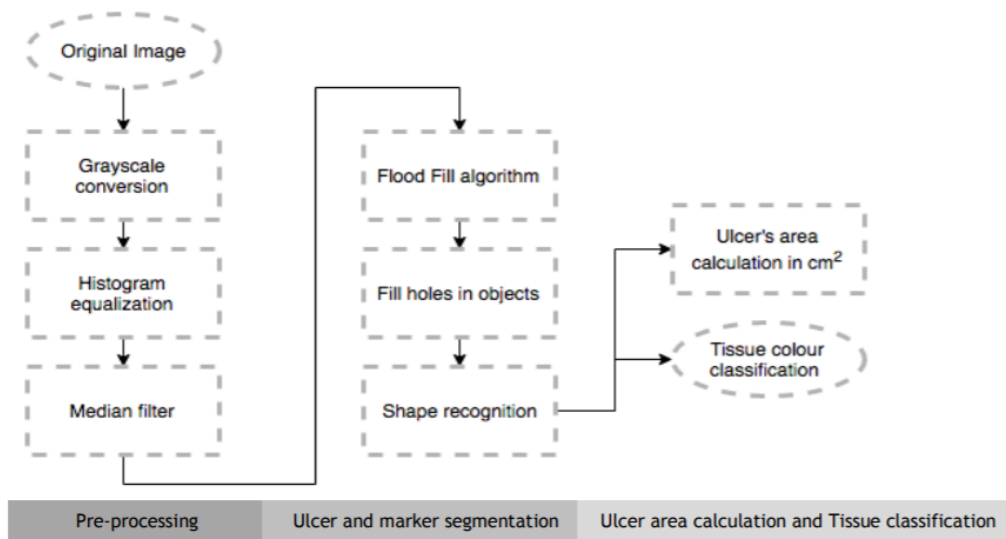 Original Image
Grayscale
conversion
Histogram
equalization
Median filter
Flood Fill algorithm
Fill holes in objects
Shape recognition
Ulcer's area
calculation in cm²
Tissue colour
classification
Pre-processing
Ulcer and marker segmentation
Ulcer area calculation and Tissue classification